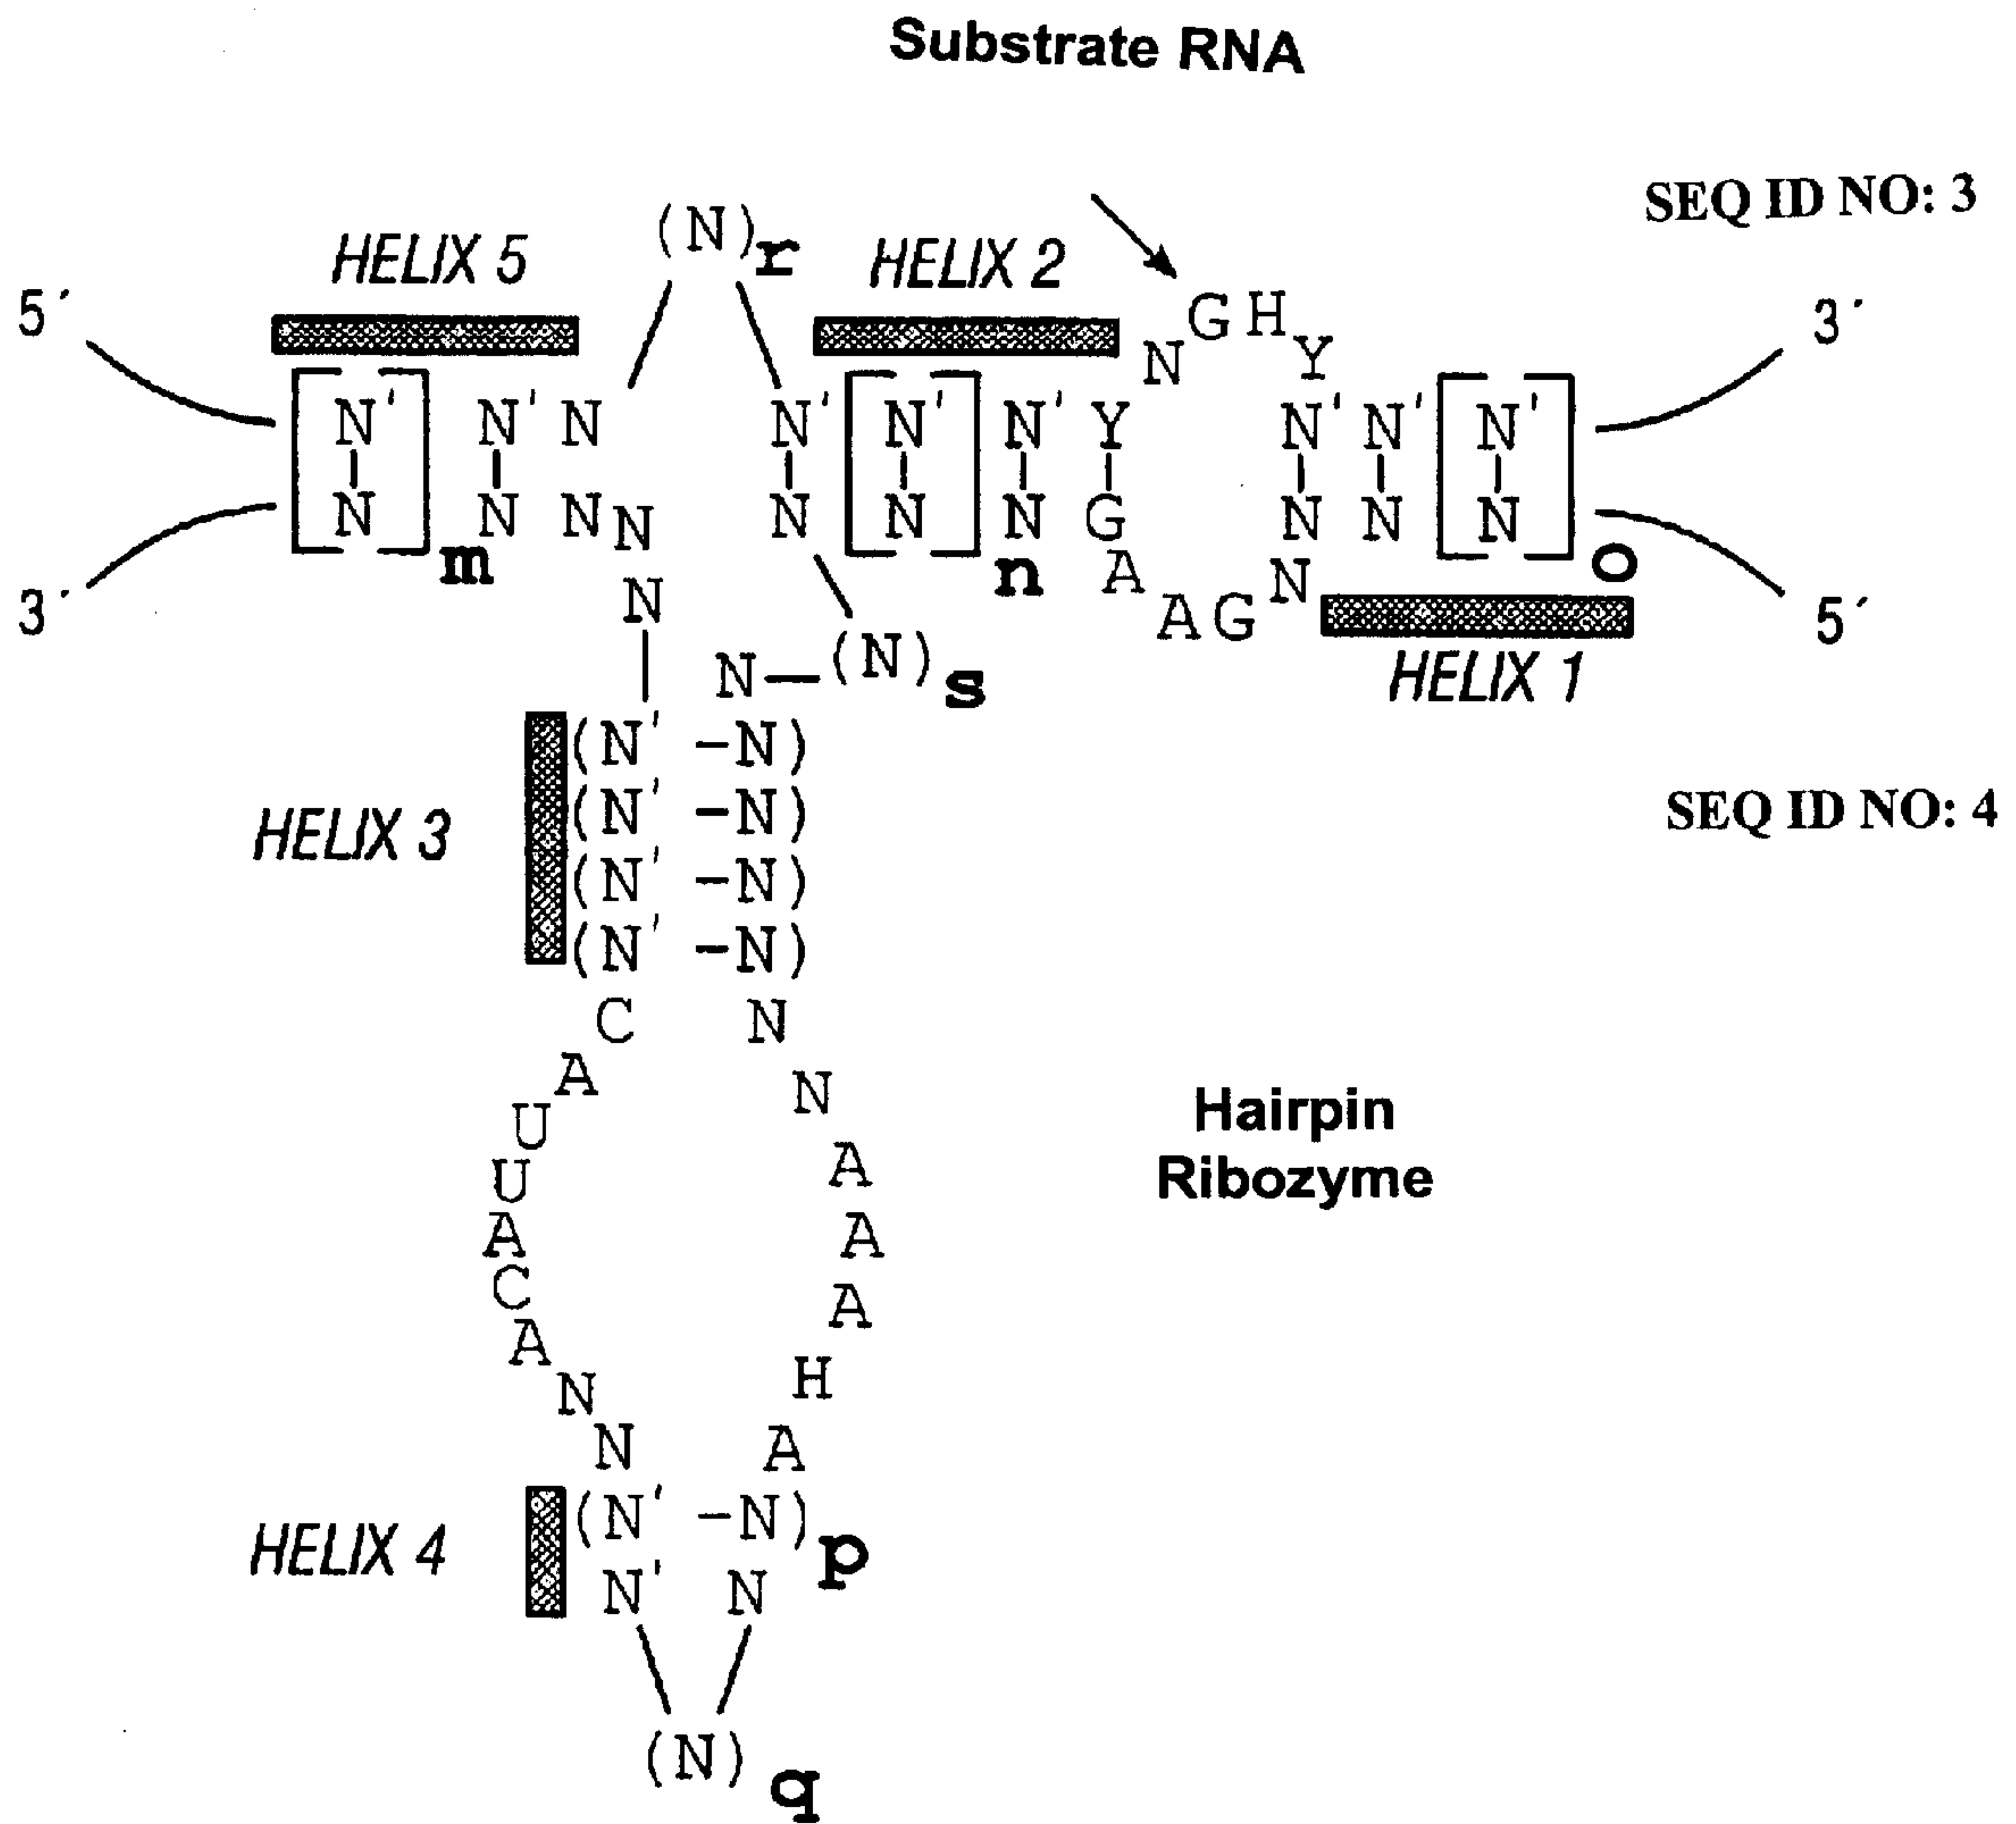 Substrate RNA
SEQ ID NO: 3
(N)r
HELIX 5
HELIX 2
5′
G H
3′
N
Y
N' N' N N' N' N' Y N' N' N'
N N N N N N N G N N N
m
n
A
N
o
3′
N
A G
5′
N
(N)s
HELIX 1
(N' -N)
HELIX 3
(N' -N)
SEQ ID NO: 4
(N' -N)
(N' -N)
C N
A
N
U
Hairpin
U
A
Ribozyme
A
A
C
A
A
N
H
N
A
(N' -N)p
HELIX 4
N' N
(N)q